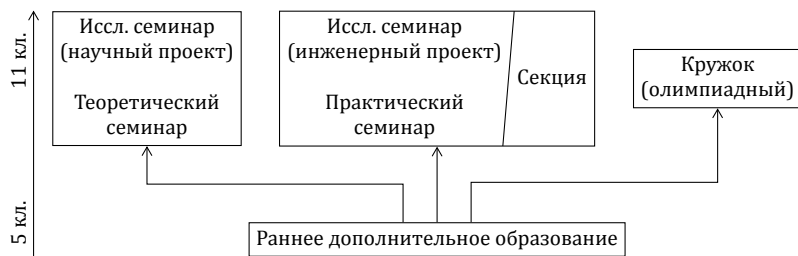 11 кл.
5 кл.
Иссл. семинар
(научный проект)
Теоретический
семинар
Иссл. семинар
(инженерный проект)
Практический
семинар
Секция
Кружок
(олимпиадный)
Раннее дополнительное образование